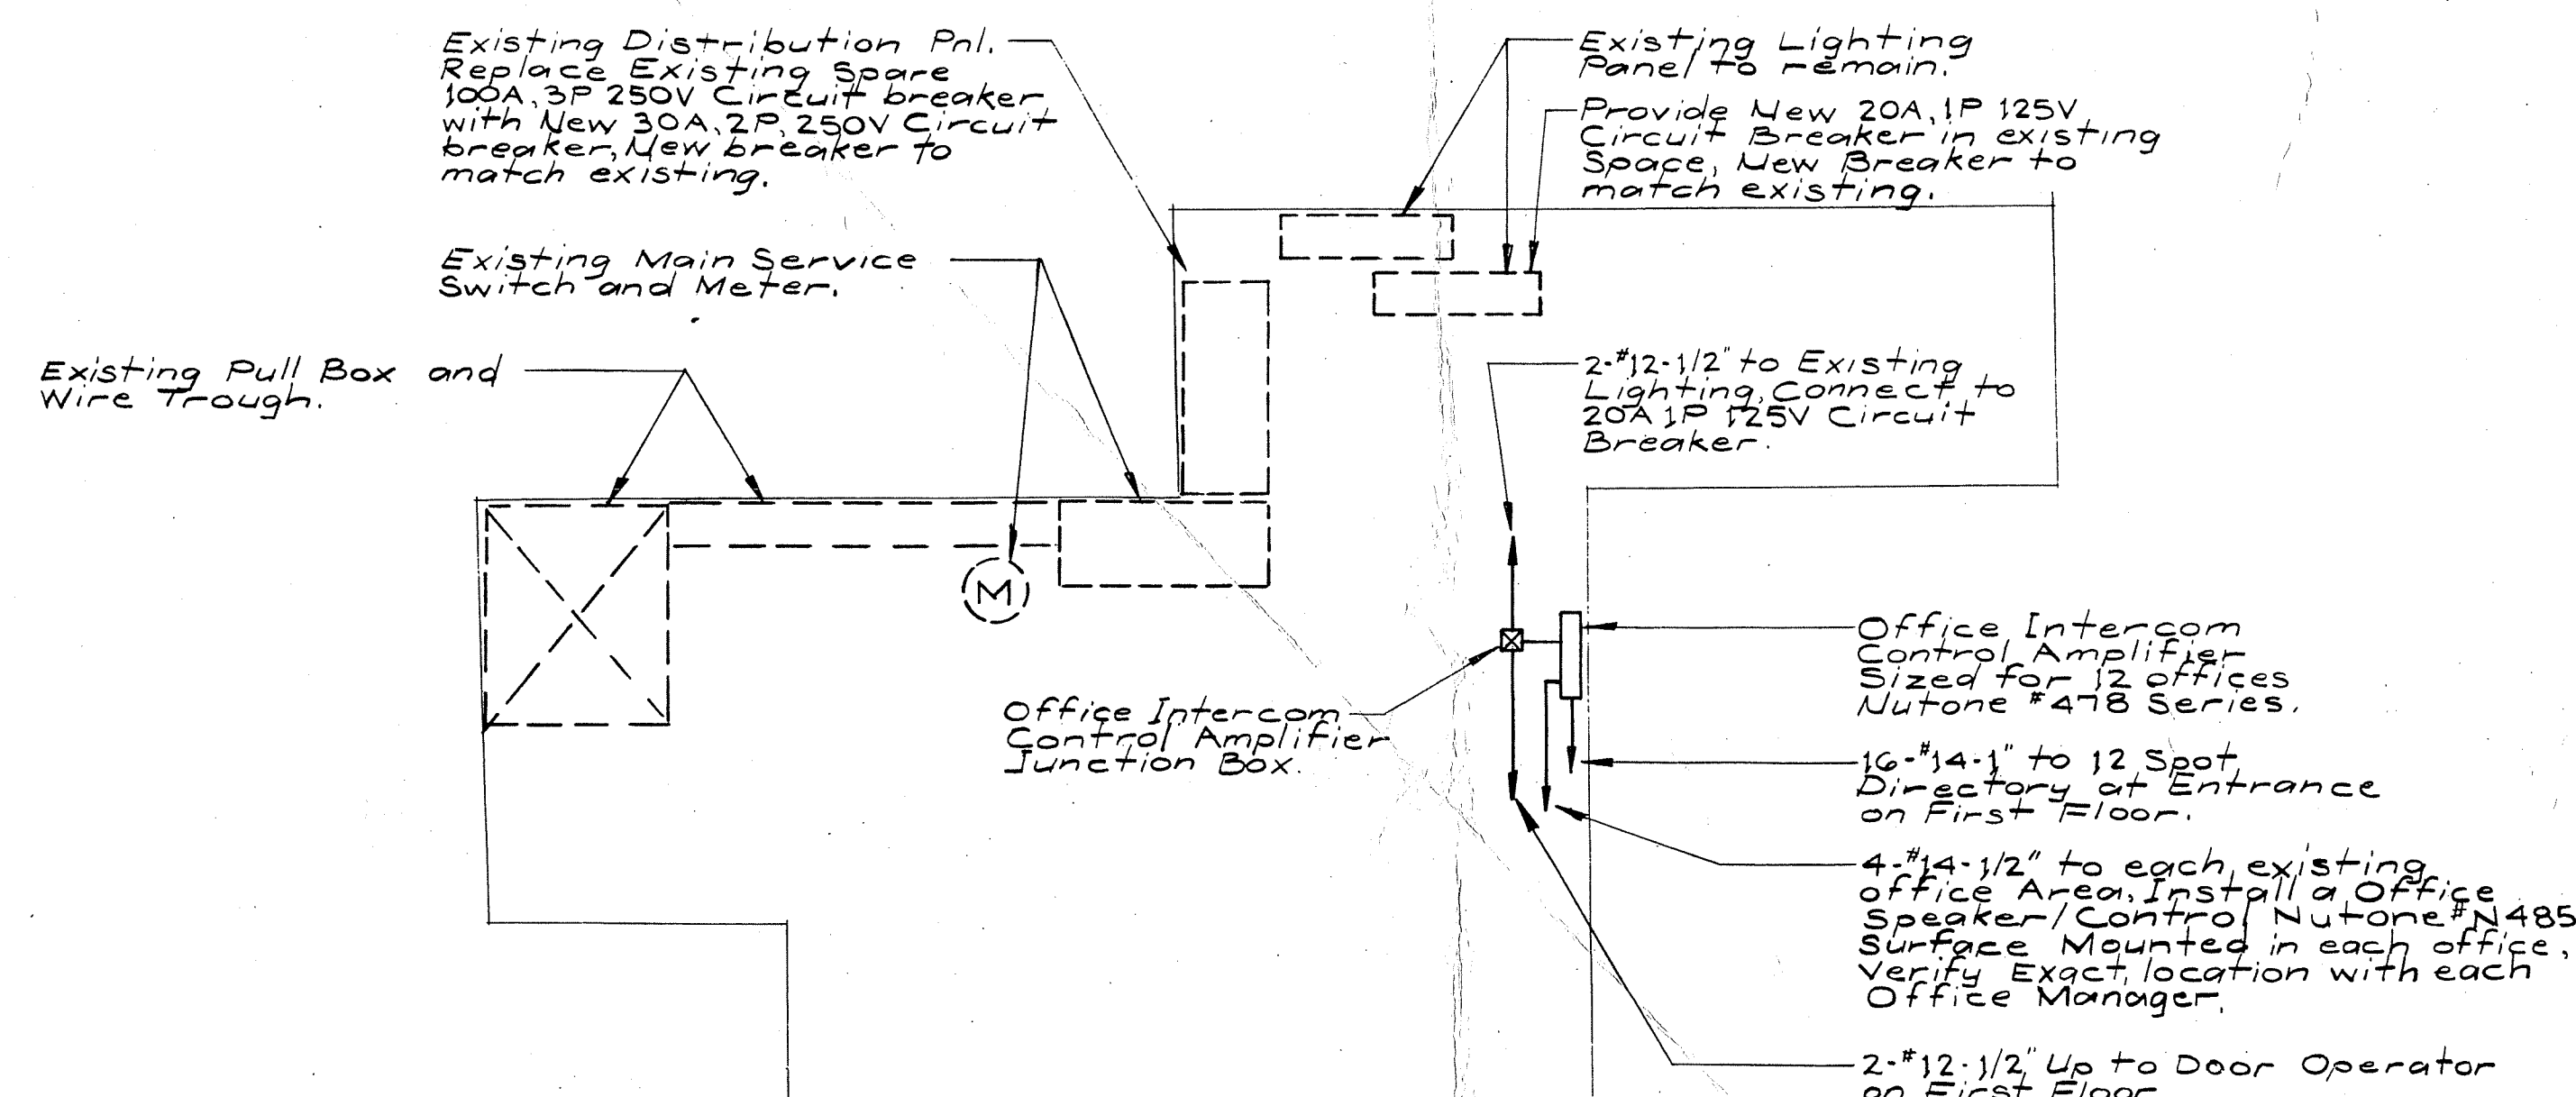 Existing Distribution Pnl.
Replace Existing Spare
100A, 3P 250V Circuit breaker
with New 30A, 2P, 250V Circuit
breaker, New breaker to
match existing.
Existing Lighting
Panel to remain.
Provide New 20A, 1P 125V
Circuit Breaker in existing
Space, New Breaker to
match existing.
Existing Main Service
Switch and Meter.
Existing Pull Box and
Wire Trough.
2-#12-1/2" to Existing
Lighting, Connect to
20A 1P 125V Circuit
Breaker.
M
Office Intercom
Control Amplifier
Junction Box.
Office Intercom
Control Amplifier
Sized for 12 offices
Nutone #478 Series.
16-#14-1" to 12 Spot
Directory at Entrance
on First Floor.
4-#14-1/2" to each existing
office Area, Install a Office
Speaker/Control Nutone #N485
Surface Mounted in each office,
Verify Exact location with each
Office Manager.
2-#12-1/2" Up to Door Operator
on First Floor